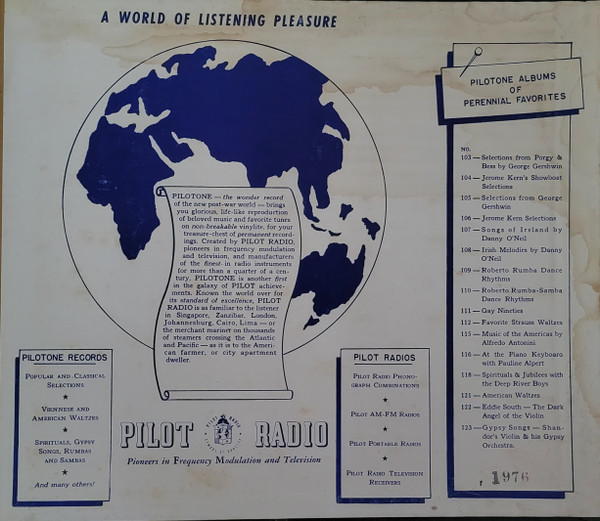 A WORLD OF LISTENING PLEASURE
PILOTONE — the wonder record
of the new post-war world — brings
you glorious, life-like reproduction
of beloved music and favorite tunes
on non-breakable vinylite, for your
treasure-chest of permanent record-
ings. Created by PILOT RADIO,
pioneers in frequency modulation
and television, and manufacturers
of the finest in radio instruments
for more than a quarter of a cen-
tury, PILOTONE is another first
in the galaxy of PILOT achieve-
ments. Known the world over for
its standard of excellence, PILOT
RADIO is as familiar to the listener
in Singapore, Zanzibar, London,
Johannesburg, Cairo, Lima — or
the merchant mariner on thousands
of steamers crossing the Atlantic
and Pacific — as it is to the Ameri-
can farmer, or city apartment
dweller.
PILOTONE RECORDS
Popular and Classical
Selections
★
Viennese and
American Waltzes
★
Spirituals, Gypsy
Songs, Rumbas
and Sambas
★
And many others!
PILOT RADIO
Pioneers in Frequency Modulation and Television
PILOT RADIOS
Pilot Radio Phono-
graph Combinations
★
Pilot AM-FM Radios
★
Pilot Portable Radios
★
Pilot Radio Television
Receivers
PILOTONE ALBUMS
OF
PERENNIAL FAVORITES
NO.
103 — Selections from Porgy &
Bess by George Gershwin
104 — Jerome Kern's Showboat
Selections
105 — Selections from George
Gershwin
106 — Jerome Kern Selections
107 — Songs of Ireland by
Danny O'Neil
108 — Irish Melodies by Danny
O'Neil
109 — Roberto Rumba Dance
Rhythms
110 — Roberto Rumba-Samba
Dance Rhythms
111 — Gay Nineties
112 — Favorite Strauss Waltzes
115 — Music of the Americas by
Alfredo Antonini
116 — At the Piano Keyboard
with Pauline Alpert
118 — Spirituals & Jubilees with
the Deep River Boys
121 — American Waltzes
122 — Eddie South — The Dark
Angel of the Violin
123 — Gypsy Songs — Shan-
dor's Violin & his Gypsy
Orchestra.
1976